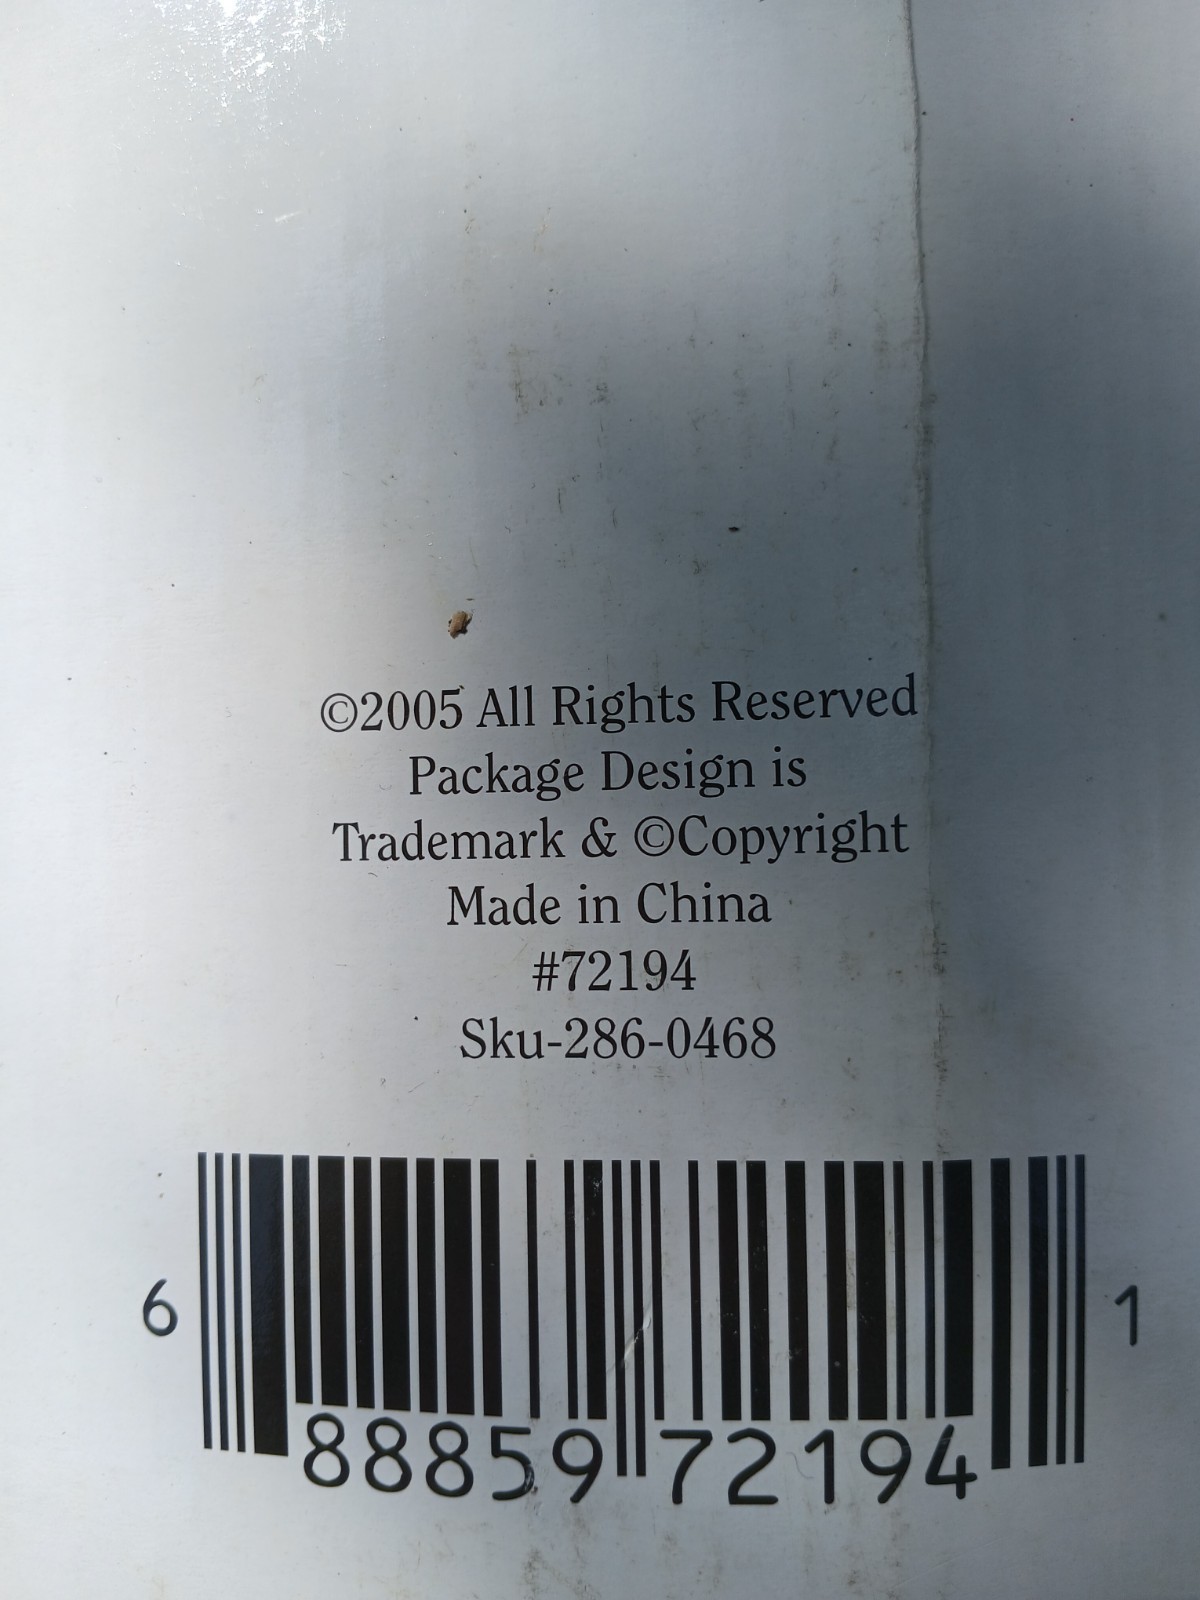 ©2005 All Rights Reserved
Package Design is
Trademark & ©Copyright
Made in China
#72194
Sku-286-0468
6 88859 72194 1